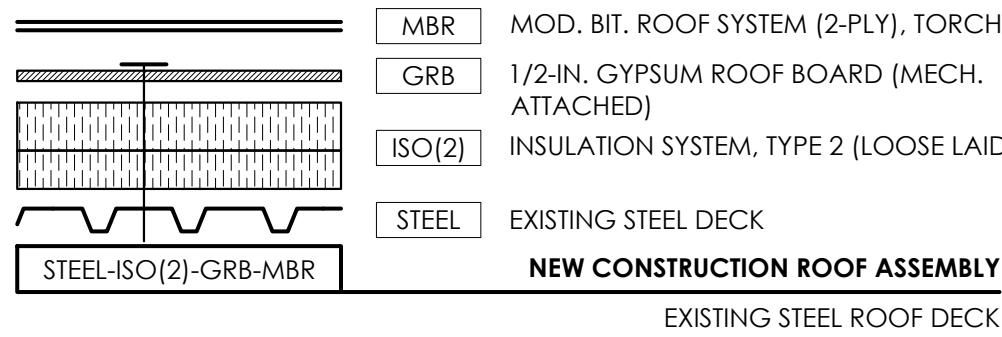 MBR MOD. BIT. ROOF SYSTEM (2-PLY), TORCH
GRB 1/2-IN. GYPSUM ROOF BOARD (MECH.
ATTACHED)
ISO(2) INSULATION SYSTEM, TYPE 2 (LOOSE LAID
STEEL EXISTING STEEL DECK
STEEL-ISO(2)-GRB-MBR NEW CONSTRUCTION ROOF ASSEMBLY
EXISTING STEEL ROOF DECK